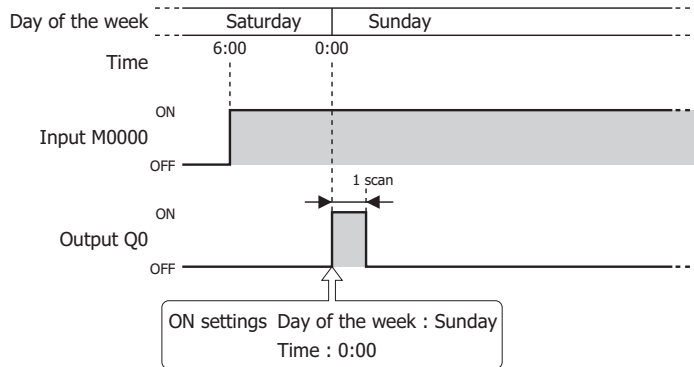 Day of the week Saturday Sunday
Time 6:00 0:00
Input M0000 ON
OFF
1 scan
Output Q0 ON
OFF
ON settings Day of the week : Sunday
Time : 0:00